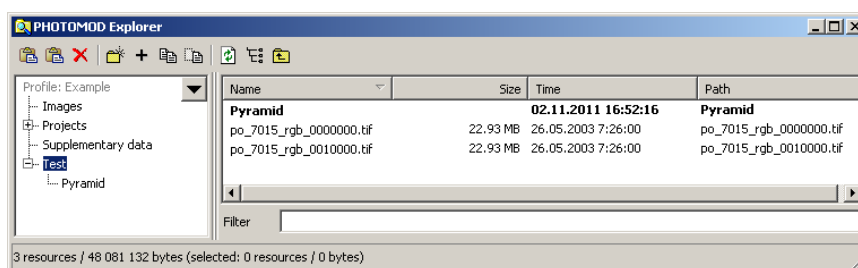 PHOTOMOD Explorer
Profile: Example
Images
Projects
Supplementary data
Test
Pyramid
Name Size Time Path
Pyramid 02.11.2011 16:52:16 Pyramid
po_7015_rgb_0000000.tif 22.93 MB 26.05.2003 7:26:00 po_7015_rgb_0000000.tif
po_7015_rgb_0010000.tif 22.93 MB 26.05.2003 7:26:00 po_7015_rgb_0010000.tif
Filter
3 resources / 48 081 132 bytes (selected: 0 resources / 0 bytes)